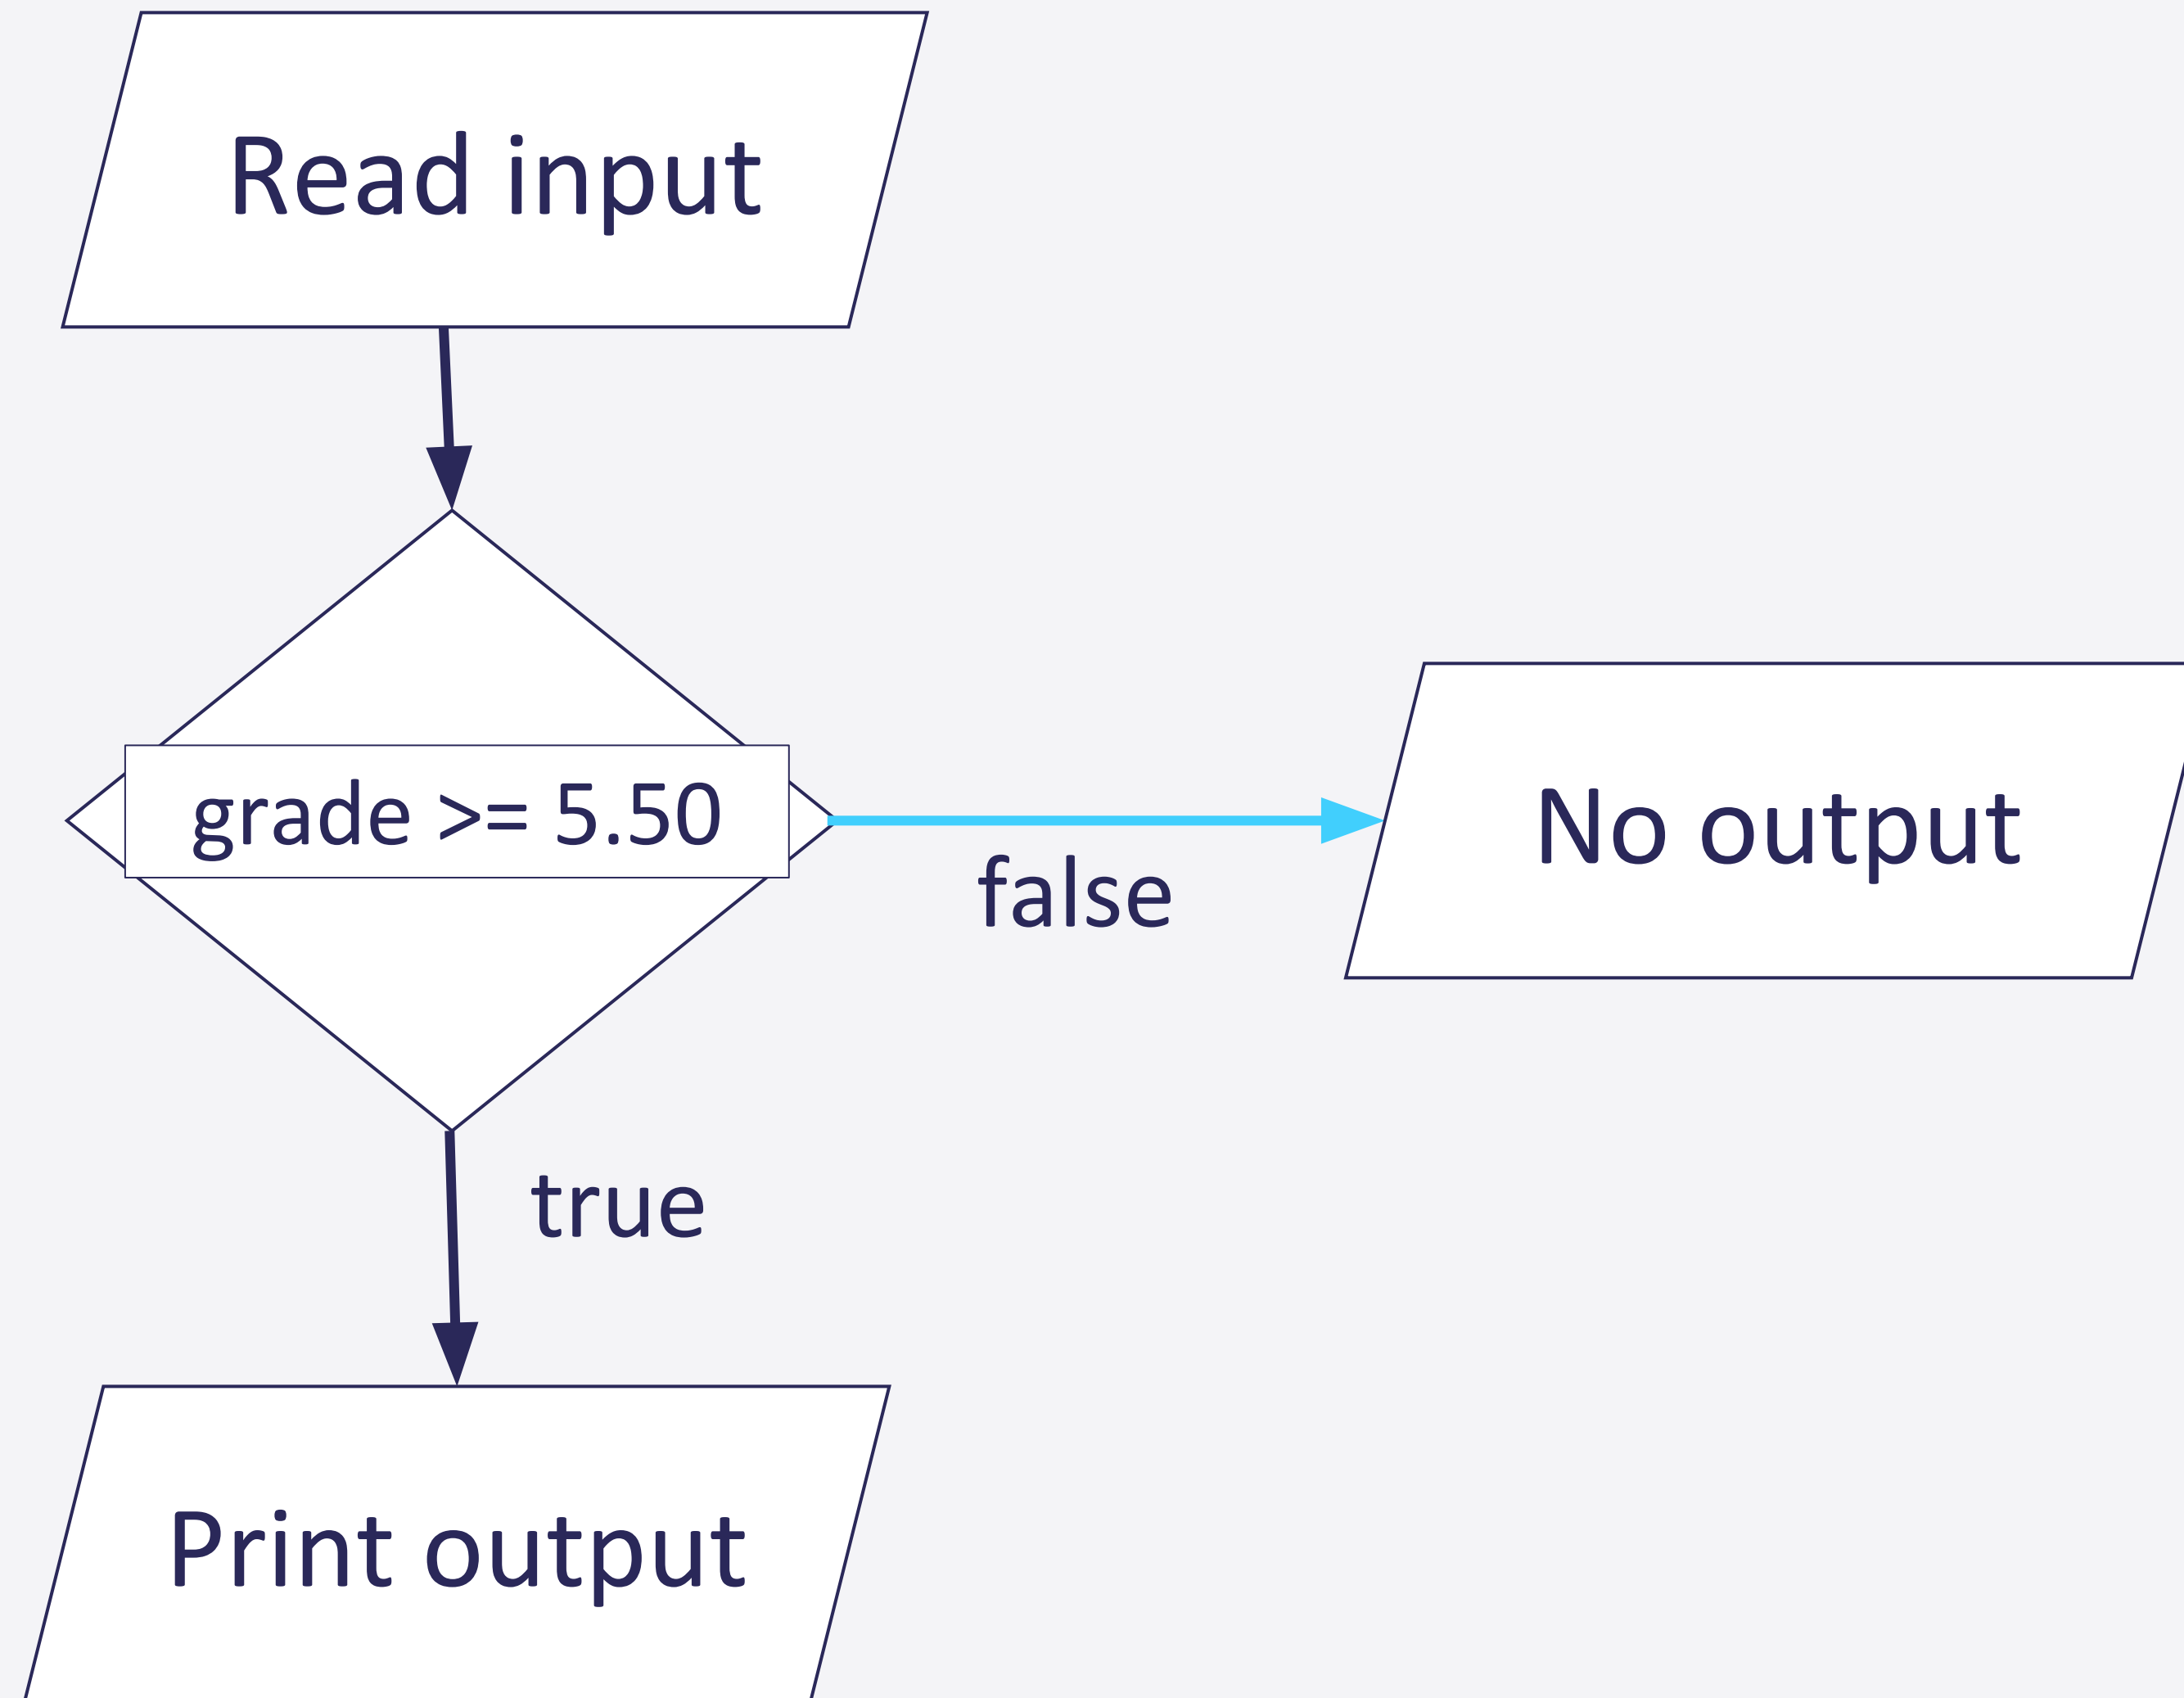 Read input
grade >= 5.50
No output
false
true
Print output